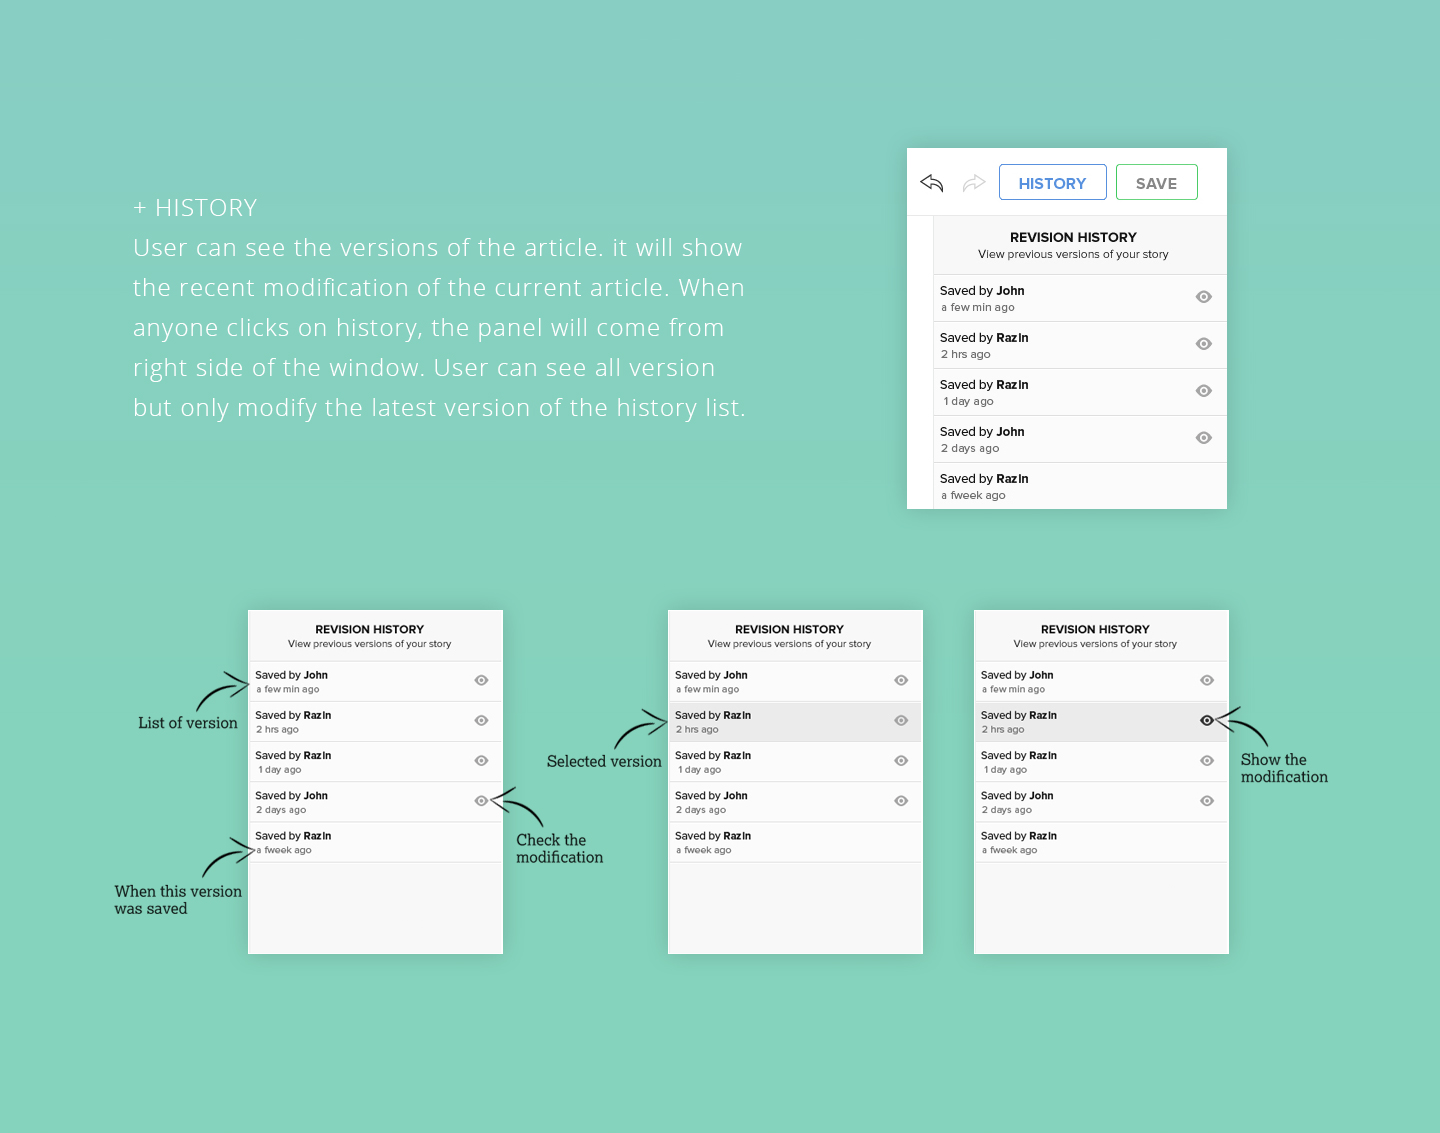 + HISTORY
User can see the versions of the article. it will show
the recent modification of the current article. When
anyone clicks on history, the panel will come from
right side of the window. User can see all version
but only modify the latest version of the history list.
HISTORY
SAVE
REVISION HISTORY
View previous versions of your story
Saved by John
a few min ago
Saved by Razin
2 hrs ago
Saved by Razin
1 day ago
Saved by John
2 days ago
Saved by Razin
a fweek ago
REVISION HISTORY
View previous versions of your story
Saved by John
a few min ago
Saved by Razin
2 hrs ago
Saved by Razin
1 day ago
Saved by John
2 days ago
Saved by Razin
a fweek ago
List of version
Check the
modification
When this version
was saved
REVISION HISTORY
View previous versions of your story
Saved by John
a few min ago
Saved by Razin
2 hrs ago
Saved by Razin
1 day ago
Saved by John
2 days ago
Saved by Razin
a fweek ago
Selected version
REVISION HISTORY
View previous versions of your story
Saved by John
a few min ago
Saved by Razin
2 hrs ago
Saved by Razin
1 day ago
Saved by John
2 days ago
Saved by Razin
a fweek ago
Show the
modification